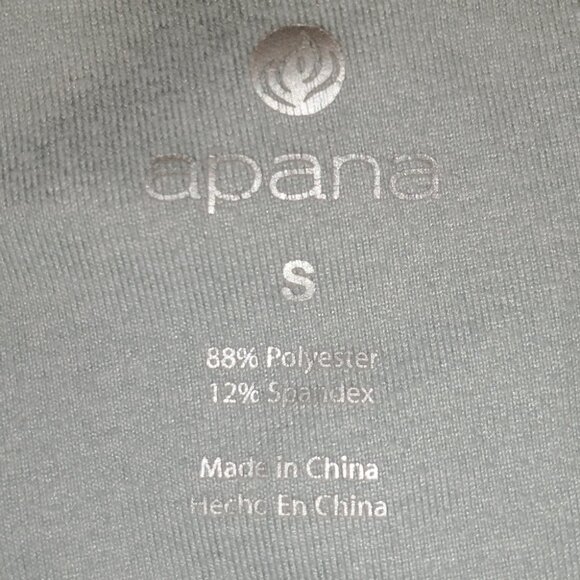 apana
S
88% Polyester
12% Spandex
Made in China
Hecho En China